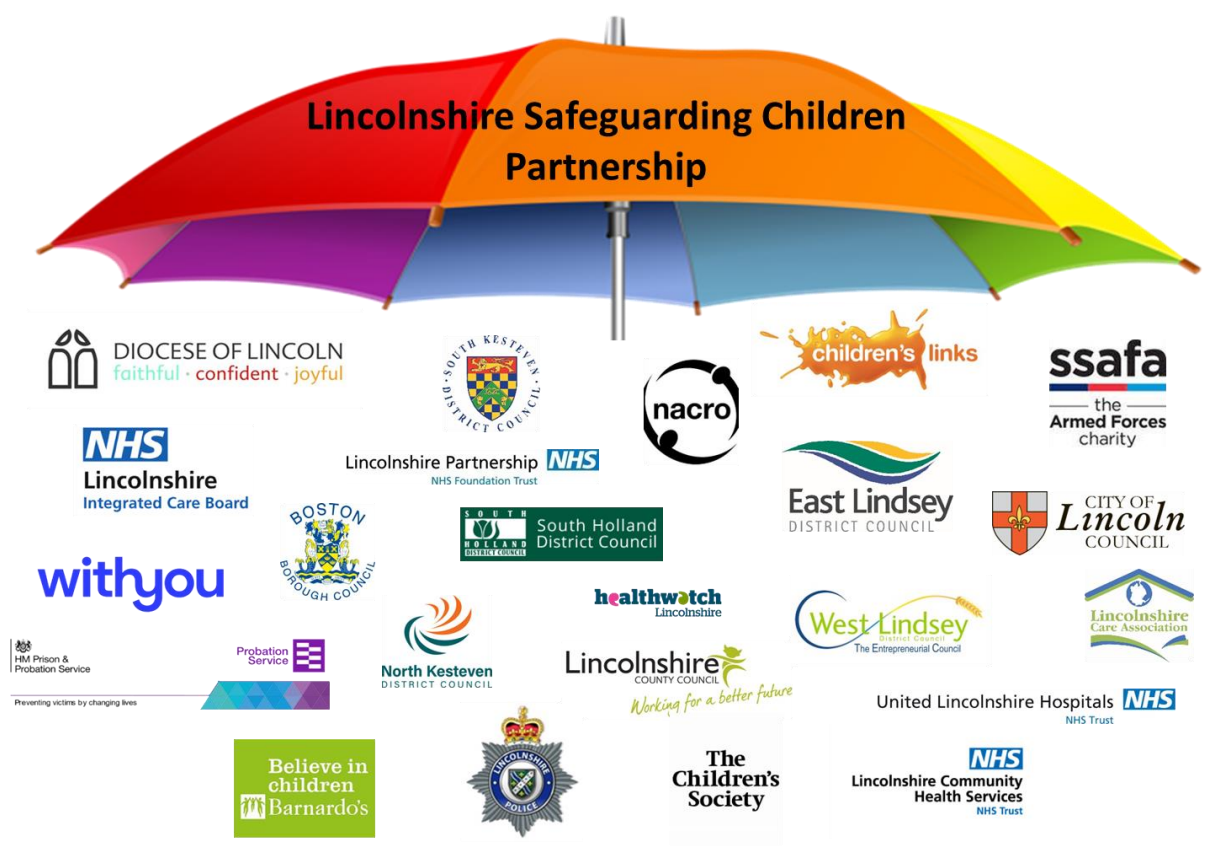 Lincolnshire Safeguarding Children
Partnership
DIOCESE OF LINCOLN
faithful · confident · joyful
· SOUTH KESTEVEN ·
DISTRICT COUNCIL
nacro
children's links
ssafa
the
Armed Forces
charity
NHS
Lincolnshire
Integrated Care Board
Lincolnshire Partnership NHS
NHS Foundation Trust
East Lindsey
DISTRICT COUNCIL
CITY OF
Lincoln
COUNCIL
BOSTON
BOROUGH COUNCIL
SOUTH
HOLLAND
DISTRICT COUNCIL
South Holland
District Council
withyou
healthwatch
Lincolnshire
West Lindsey
District Council
The Entrepreneurial Council
Lincolnshire
Care Association
HM Prison &
Probation Service
Probation
Service
Preventing victims by changing lives
North Kesteven
DISTRICT COUNCIL
Lincolnshire
COUNTY COUNCIL
Working for a better future
United Lincolnshire Hospitals NHS
NHS Trust
Believe in
children
Barnardo's
LINCOLNSHIRE
POLICE
The
Children's
Society
NHS
Lincolnshire Community
Health Services
NHS Trust